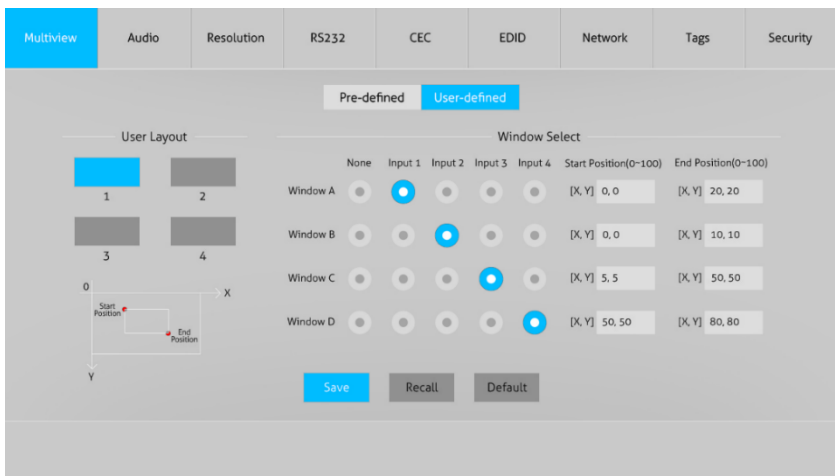 Multiview Audio Resolution RS232 CEC EDID Network Tags Security
Pre-defined User-defined
User Layout
1 2
3 4
0
X
Start
Position
End
Position
Y
Window Select
None Input 1 Input 2 Input 3 Input 4 Start Position(0~100) End Position(0~100)
Window A [X, Y] 0, 0 [X, Y] 20, 20
Window B [X, Y] 0, 0 [X, Y] 10, 10
Window C [X, Y] 5, 5 [X, Y] 50, 50
Window D [X, Y] 50, 50 [X, Y] 80, 80
Save Recall Default